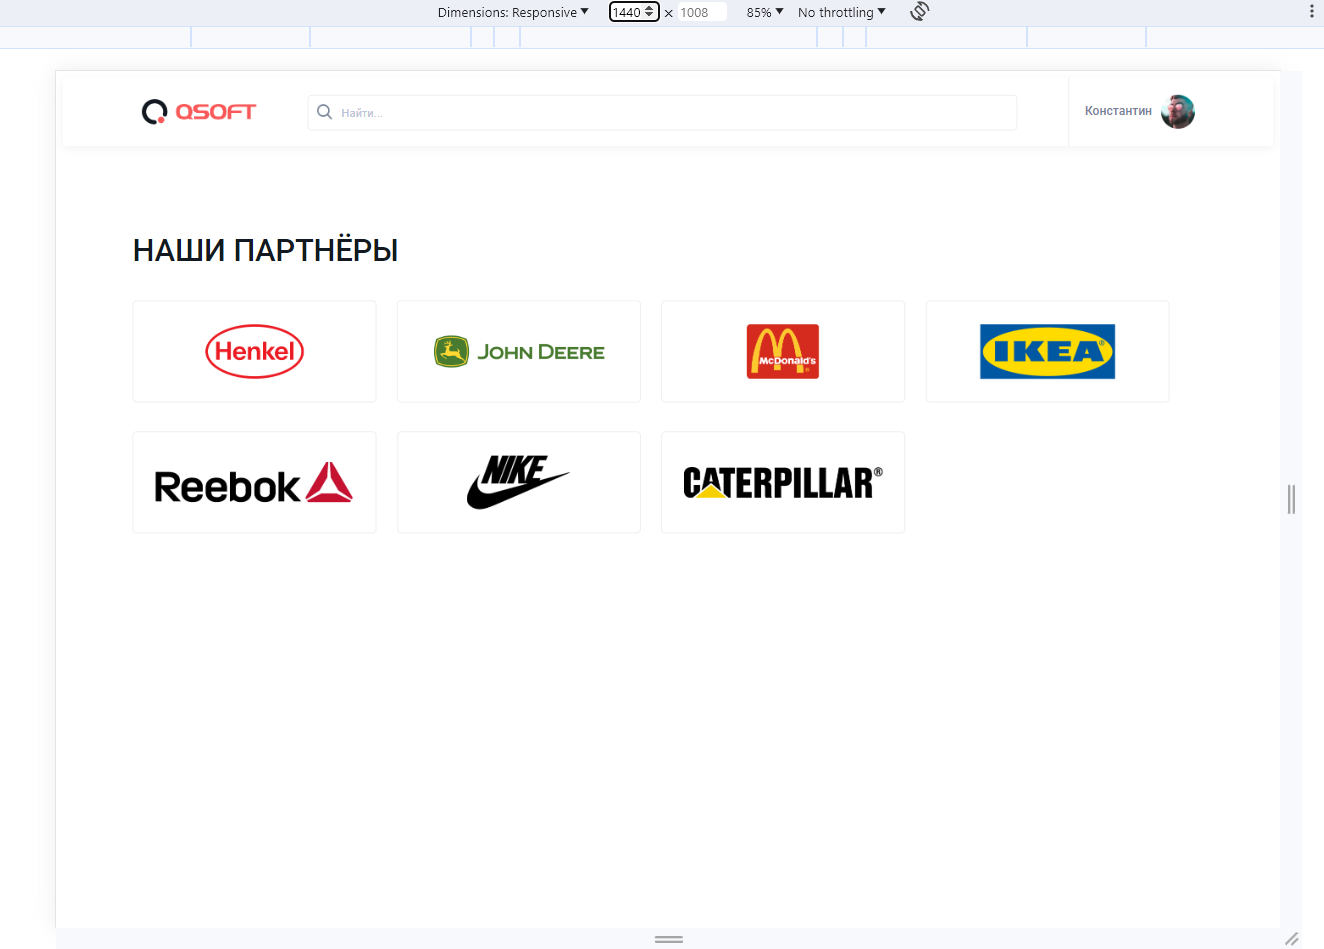 Dimensions: Responsive 1440 × 1008 85% No throttling
QSOFT Найти... Константин
НАШИ ПАРТНЁРЫ
Henkel JOHN DEERE McDonald's IKEA
Reebok NIKE CATERPILLAR